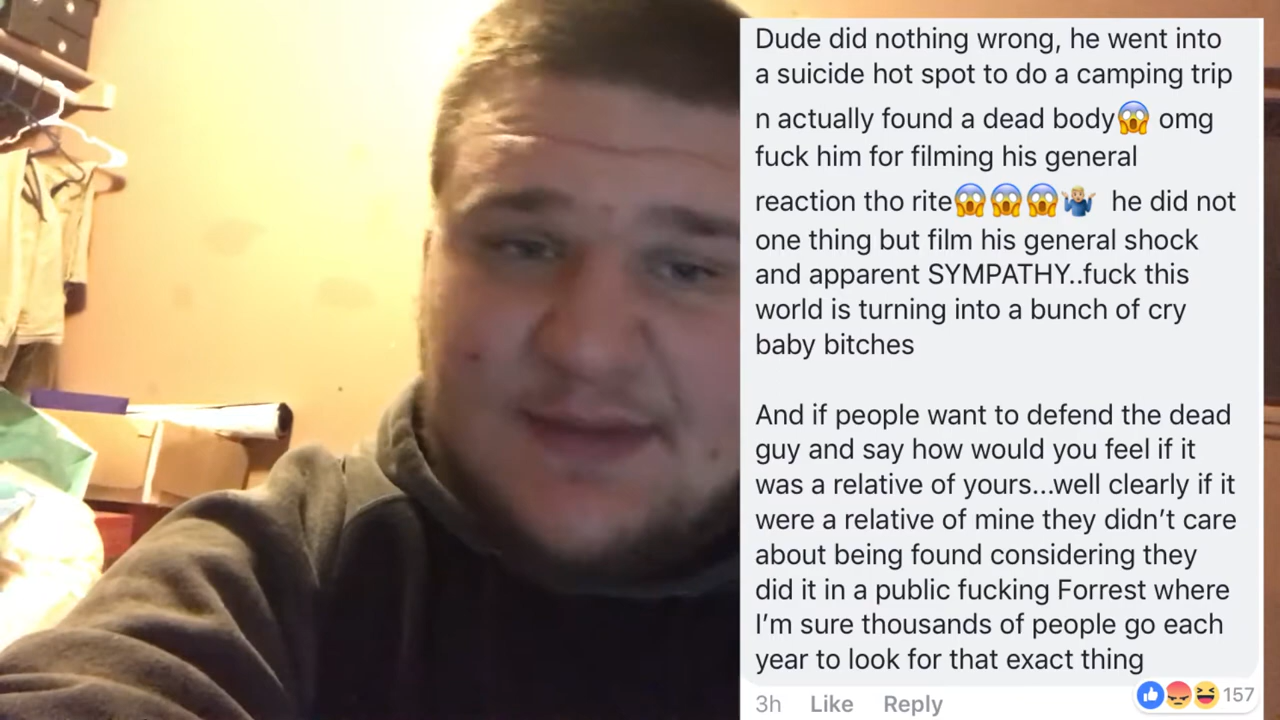 Dude did nothing wrong, he went into
a suicide hot spot to do a camping trip
n actually found a dead body😱 omg
fuck him for filming his general
reaction tho rite😱😱😱🤷🏼‍♂️ he did not
one thing but film his general shock
and apparent SYMPATHY..fuck this
world is turning into a bunch of cry
baby bitches
And if people want to defend the dead
guy and say how would you feel if it
was a relative of yours...well clearly if it
were a relative of mine they didn’t care
about being found considering they
did it in a public fucking Forrest where
I’m sure thousands of people go each
year to look for that exact thing
3h Like Reply 👍😡😆 157